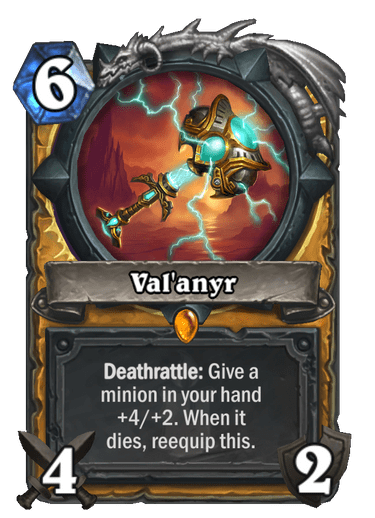 6
Val'anyr
Deathrattle: Give a
minion in your hand
+4/+2. When it
dies, reequip this.
4
2